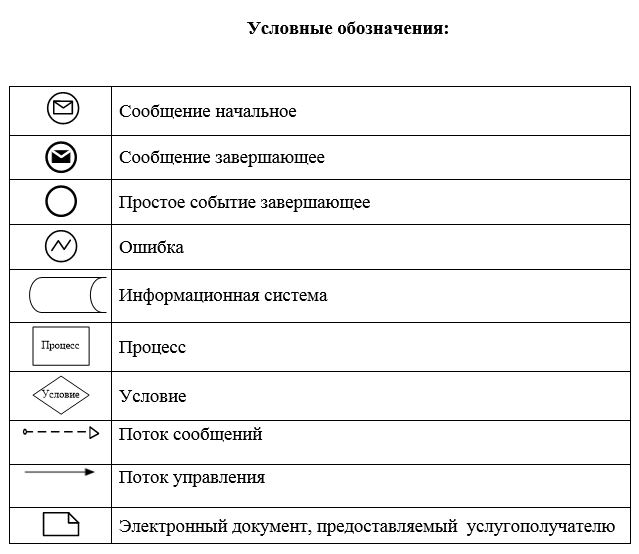 Условные обозначения:
Сообщение начальное
Сообщение завершающее
Простое событие завершающее
Ошибка
Информационная система
Процесс Процесс
Условие Условие
Поток сообщений
Поток управления
Электронный документ, предоставляемый услугополучателю